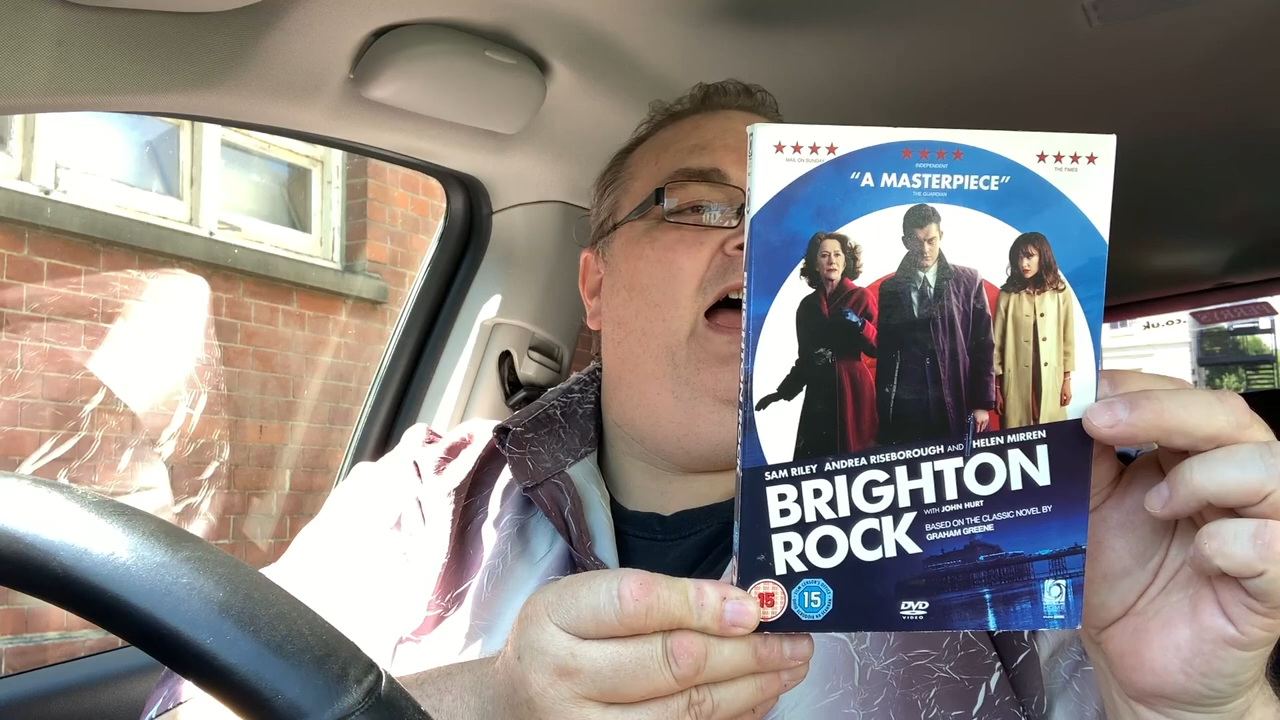 ★★★★
MAIL ON SUNDAY
★★★★
INDEPENDENT
★★★★
THE TIMES
“A MASTERPIECE”
THE GUARDIAN
SAM RILEY ANDREA RISEBOROUGH AND HELEN MIRREN
BRIGHTON
ROCK
WITH JOHN HURT
BASED ON THE CLASSIC NOVEL BY
GRAHAM GREENE
15
15
DVD
VIDEO
co.uk